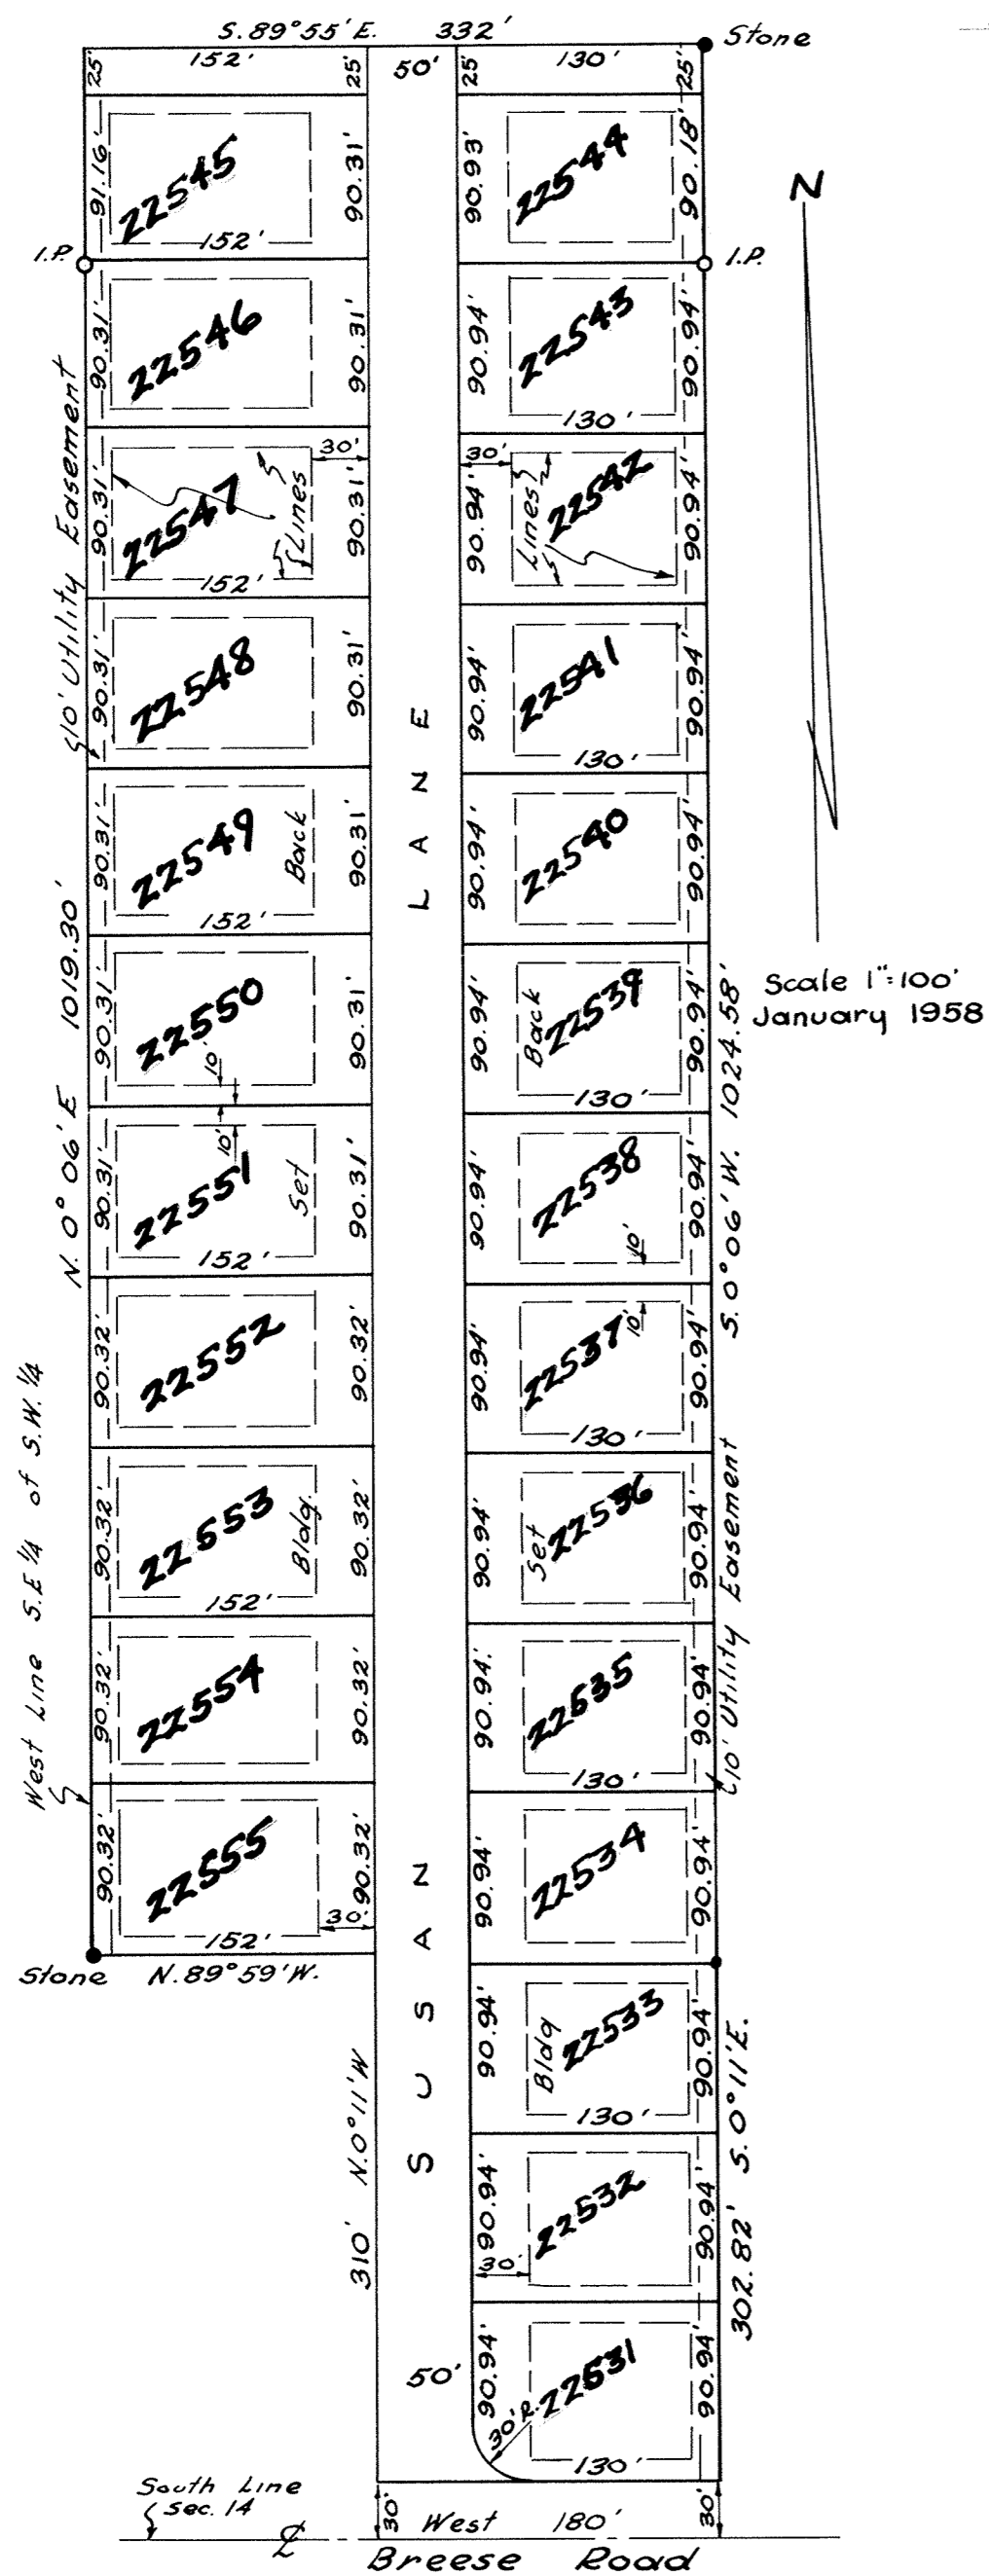 S. 89° 55' E. 332'
Stone
25' 152' 25' 50' 25' 130' 25'
91.16' 22545 90.31' 90.93' 22544 90.18'
152'
I.P. I.P.
90.31' 22546 90.31' 90.94' 22543 90.94'
130'
N
10' Utility Easement
30' 30'
90.31' 22547 Lines 90.31' 90.94' Lines 22542 90.94'
152'
90.31' 22548 90.31' 90.94' 22541 90.94'
130'
L A N E
90.31' 22549 Back 90.31' 90.94' 22540 90.94'
152'
N. 0° 06' E 1019.30'
90.31' 22550 90.31' 90.94' Back 22539 90.94'
10' 130'
Scale 1"=100'
January 1958
S. 0° 06' W. 1024.58'
10'
90.31' 22551 Set 90.31' 90.94' 22538 90.94'
152' 10'
90.32' 22552 90.32' 90.94' 22537 10' 90.94'
130'
West Line S.E ¼ of S.W. ¼
90.32' 22553 Bldg. 90.32' 90.94' Set 22536 90.94'
152'
10' Utility Easement
90.32' 22554 90.32' 90.94' 22535 90.94'
130'
90.32' 22555 90.32' 90.94' 22534 90.94'
30'
152'
Stone N. 89° 59' W.
S U S A N
90.94' Bldg 22533 90.94'
130'
310' N. 0° 11' W
302.82' S. 0° 11' E.
90.94' 22532 90.94'
30'
50' 90.94' 22531 90.94'
30' R.
130'
South Line
Sec. 14
30' West 180' 30'
℄ Breese Road